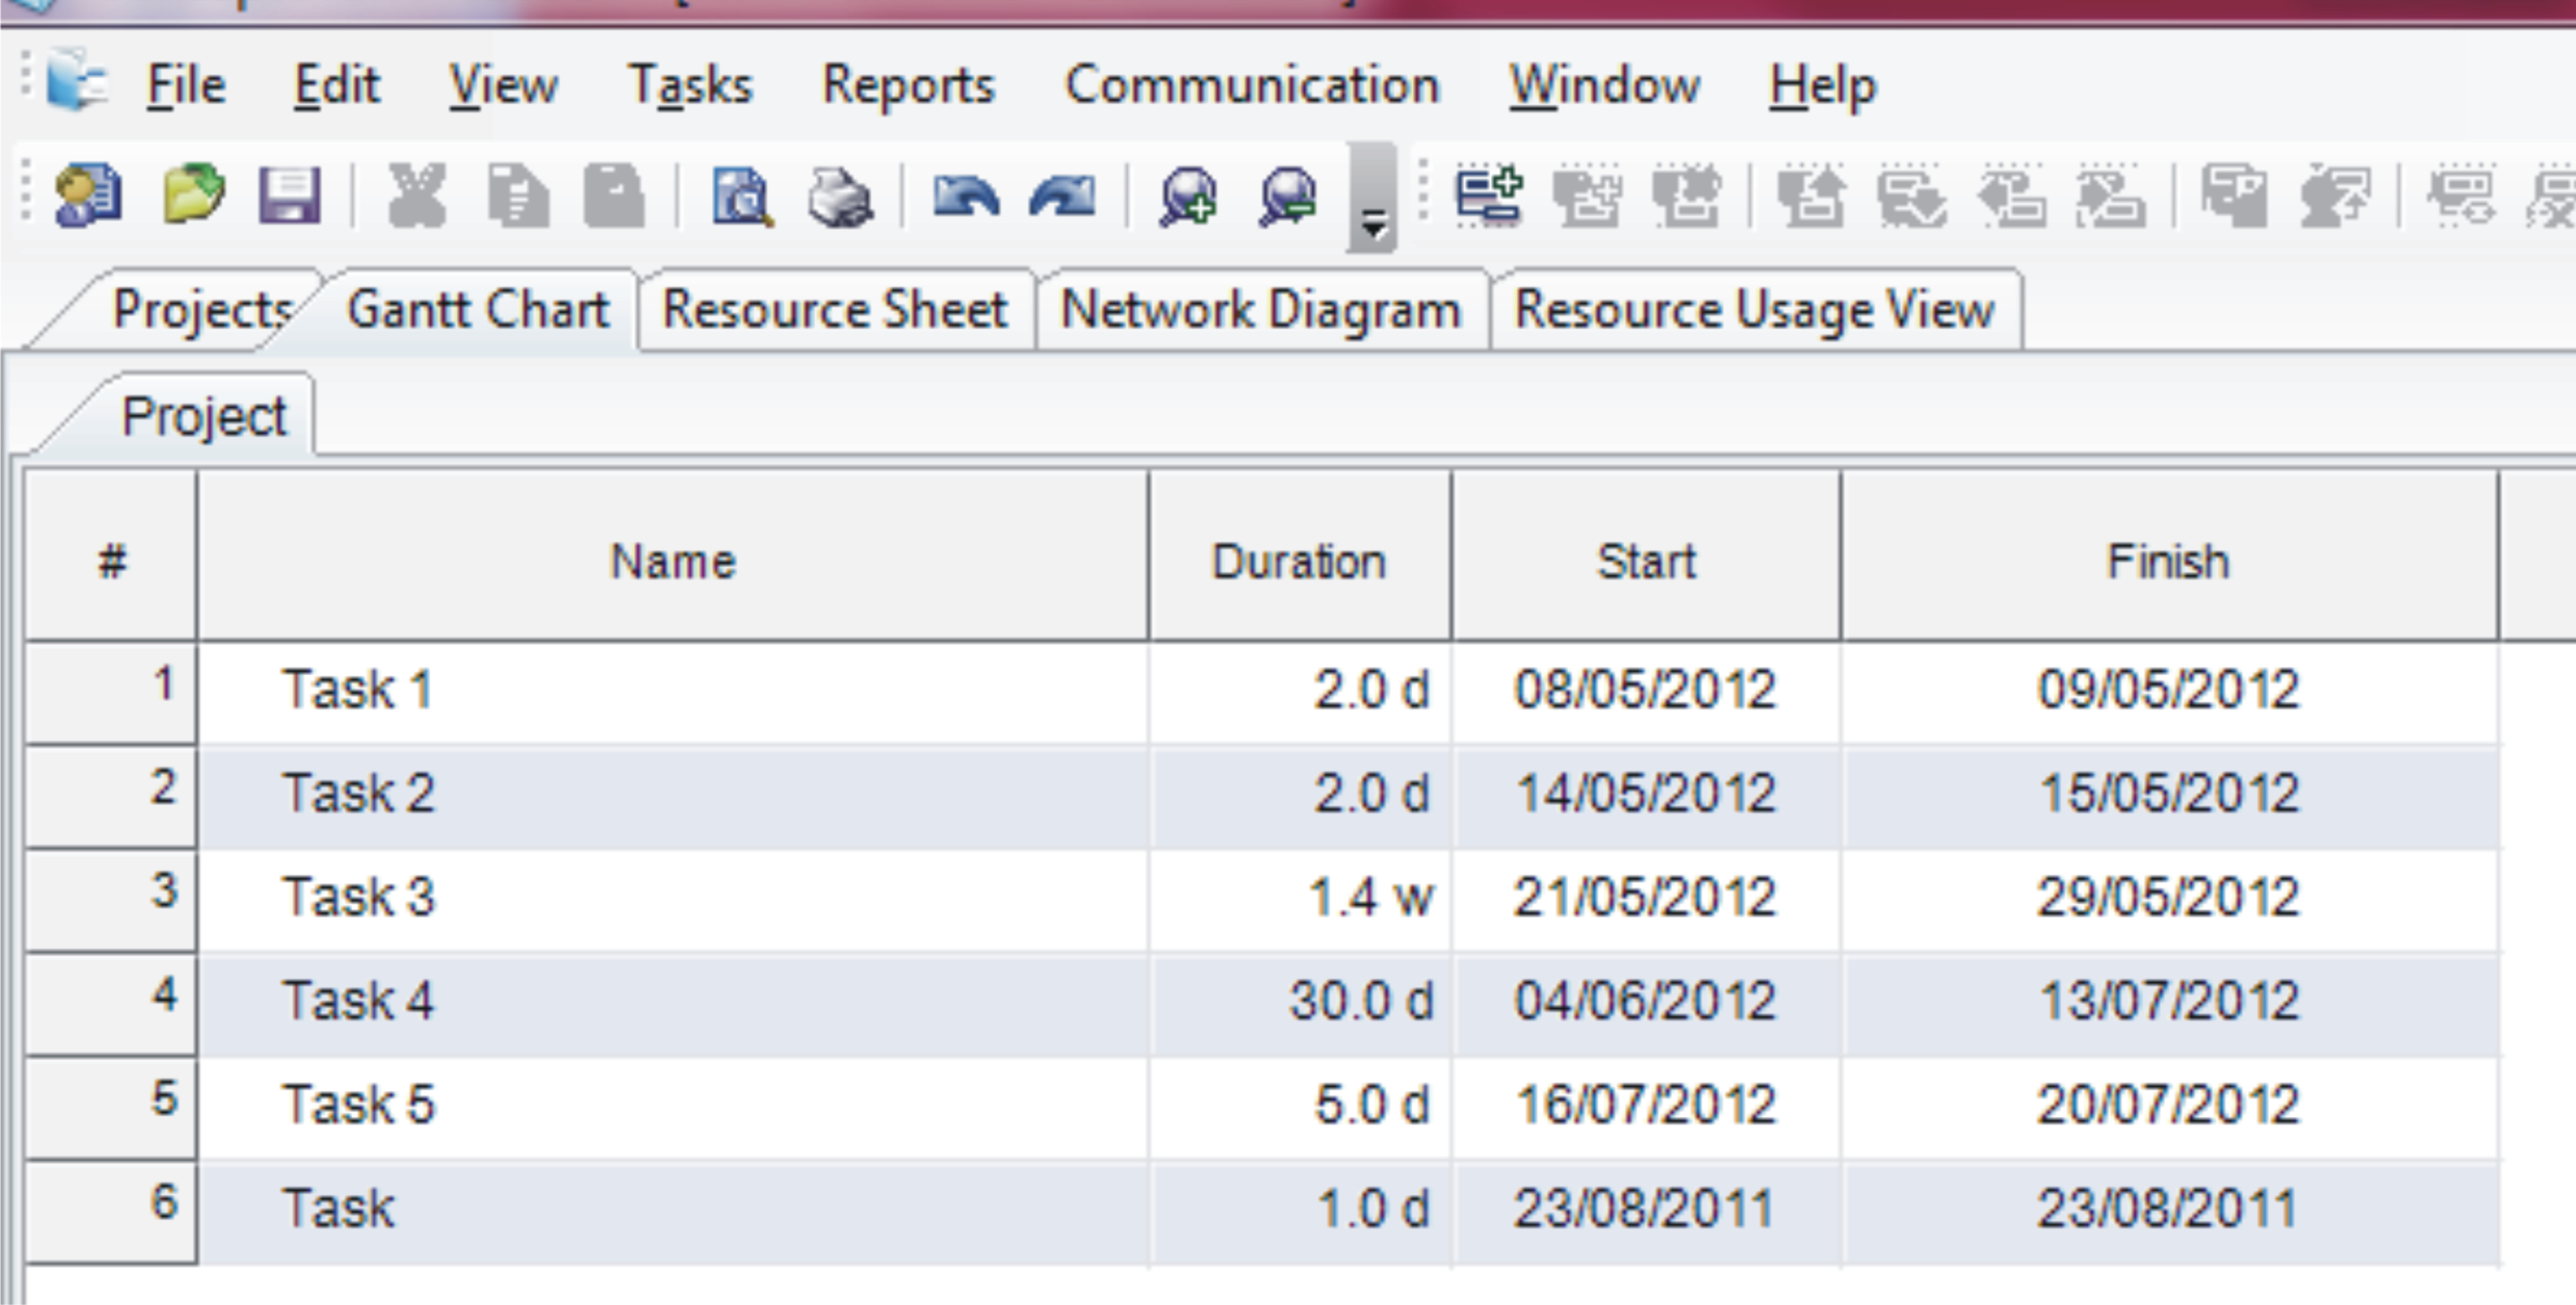 File Edit View Tasks Reports Communication Window Help
Projects Gantt Chart Resource Sheet Network Diagram Resource Usage View
Project
# Name Duration Start Finish
1 Task 1 2.0 d 08/05/2012 09/05/2012
2 Task 2 2.0 d 14/05/2012 15/05/2012
3 Task 3 1.4 w 21/05/2012 29/05/2012
4 Task 4 30.0 d 04/06/2012 13/07/2012
5 Task 5 5.0 d 16/07/2012 20/07/2012
6 Task 1.0 d 23/08/2011 23/08/2011